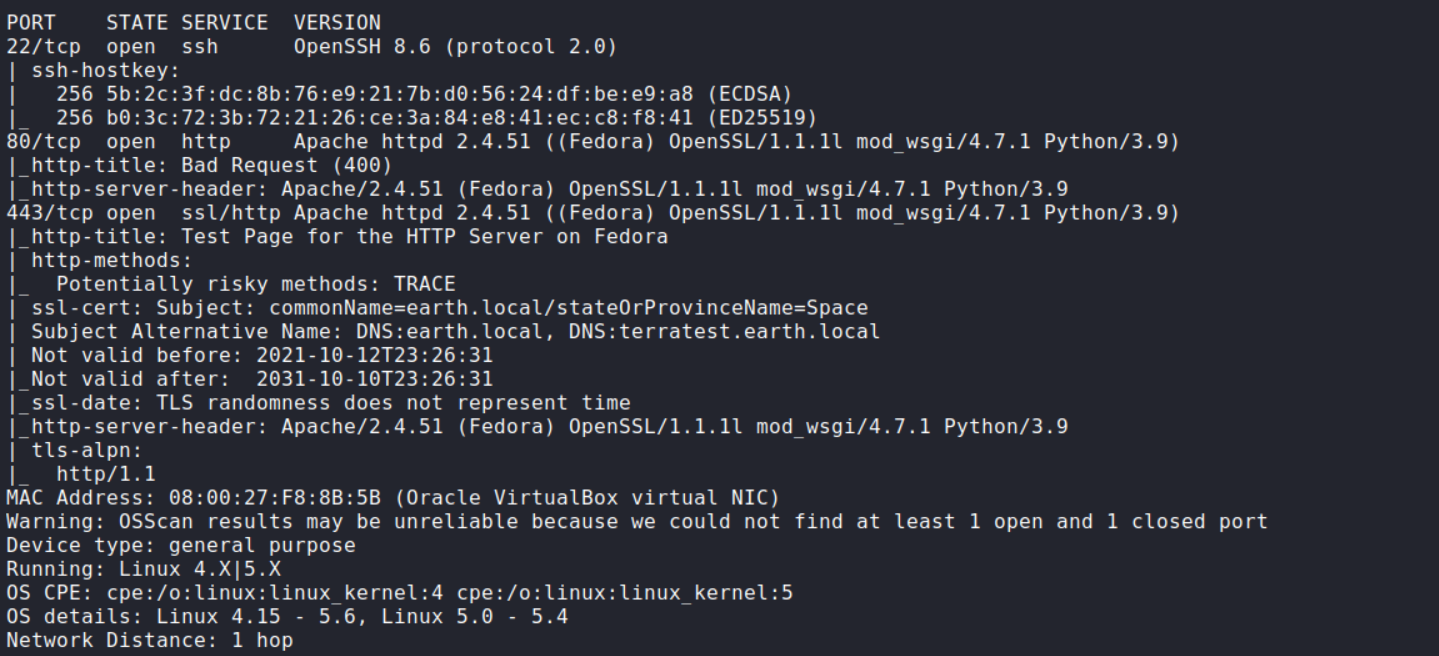 PORT    STATE SERVICE  VERSION
22/tcp  open  ssh      OpenSSH 8.6 (protocol 2.0)
| ssh-hostkey:
|   256 5b:2c:3f:dc:8b:76:e9:21:7b:d0:56:24:df:be:e9:a8 (ECDSA)
|_  256 b0:3c:72:3b:72:21:26:ce:3a:84:e8:41:ec:c8:f8:41 (ED25519)
80/tcp  open  http     Apache httpd 2.4.51 ((Fedora) OpenSSL/1.1.1l mod_wsgi/4.7.1 Python/3.9)
|_http-title: Bad Request (400)
|_http-server-header: Apache/2.4.51 (Fedora) OpenSSL/1.1.1l mod_wsgi/4.7.1 Python/3.9
443/tcp open  ssl/http Apache httpd 2.4.51 ((Fedora) OpenSSL/1.1.1l mod_wsgi/4.7.1 Python/3.9)
|_http-title: Test Page for the HTTP Server on Fedora
| http-methods:
|_  Potentially risky methods: TRACE
| ssl-cert: Subject: commonName=earth.local/stateOrProvinceName=Space
| Subject Alternative Name: DNS:earth.local, DNS:terratest.earth.local
| Not valid before: 2021-10-12T23:26:31
|_Not valid after:  2031-10-10T23:26:31
|_ssl-date: TLS randomness does not represent time
|_http-server-header: Apache/2.4.51 (Fedora) OpenSSL/1.1.1l mod_wsgi/4.7.1 Python/3.9
| tls-alpn:
|_  http/1.1
MAC Address: 08:00:27:F8:8B:5B (Oracle VirtualBox virtual NIC)
Warning: OSScan results may be unreliable because we could not find at least 1 open and 1 closed port
Device type: general purpose
Running: Linux 4.X|5.X
OS CPE: cpe:/o:linux:linux_kernel:4 cpe:/o:linux:linux_kernel:5
OS details: Linux 4.15 - 5.6, Linux 5.0 - 5.4
Network Distance: 1 hop